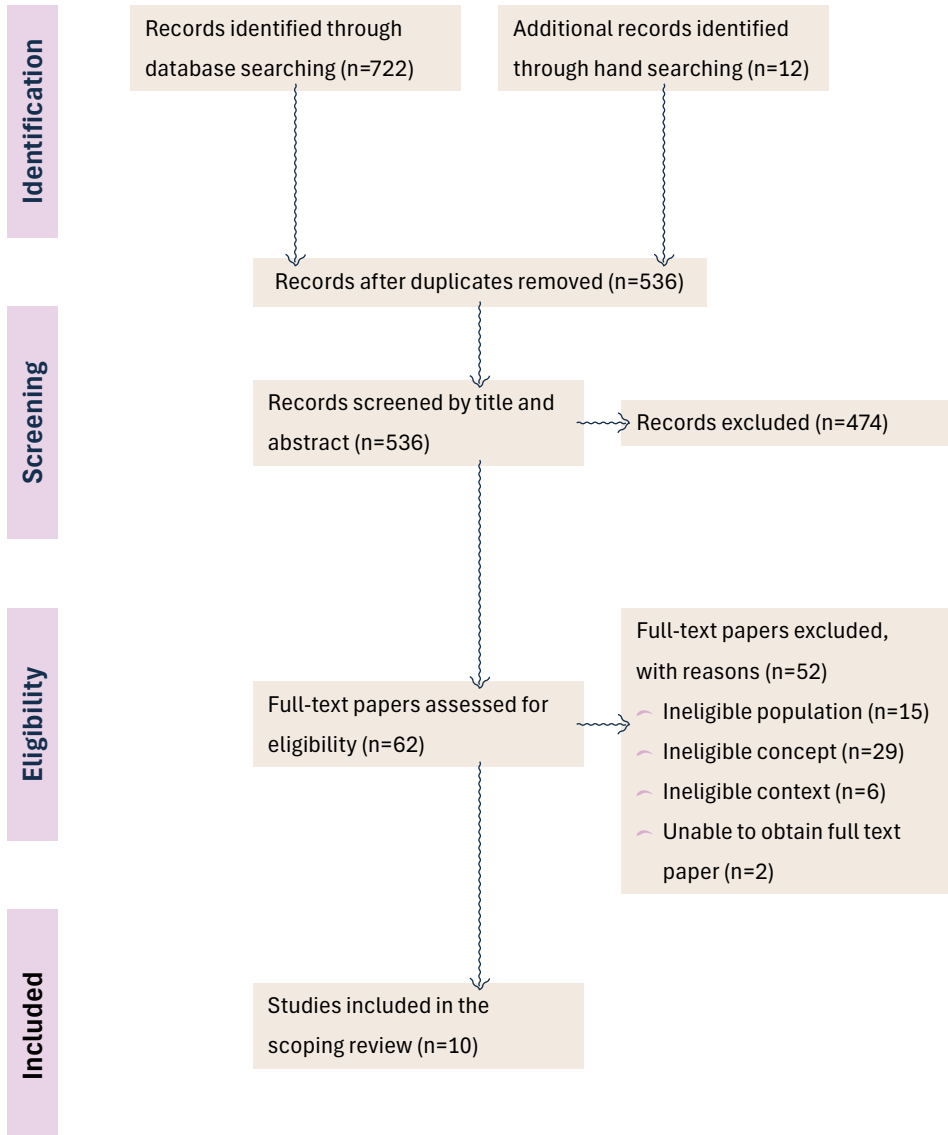 Identification
Records identified through
database searching (n=722)
Additional records identified
through hand searching (n=12)
Records after duplicates removed (n=536)
Screening
Records screened by title and
abstract (n=536)
Records excluded (n=474)
Eligibility
Full-text papers assessed for
eligibility (n=62)
Full-text papers excluded,
with reasons (n=52)
Ineligible population (n=15)
Ineligible concept (n=29)
Ineligible context (n=6)
Unable to obtain full text
paper (n=2)
Included
Studies included in the
scoping review (n=10)